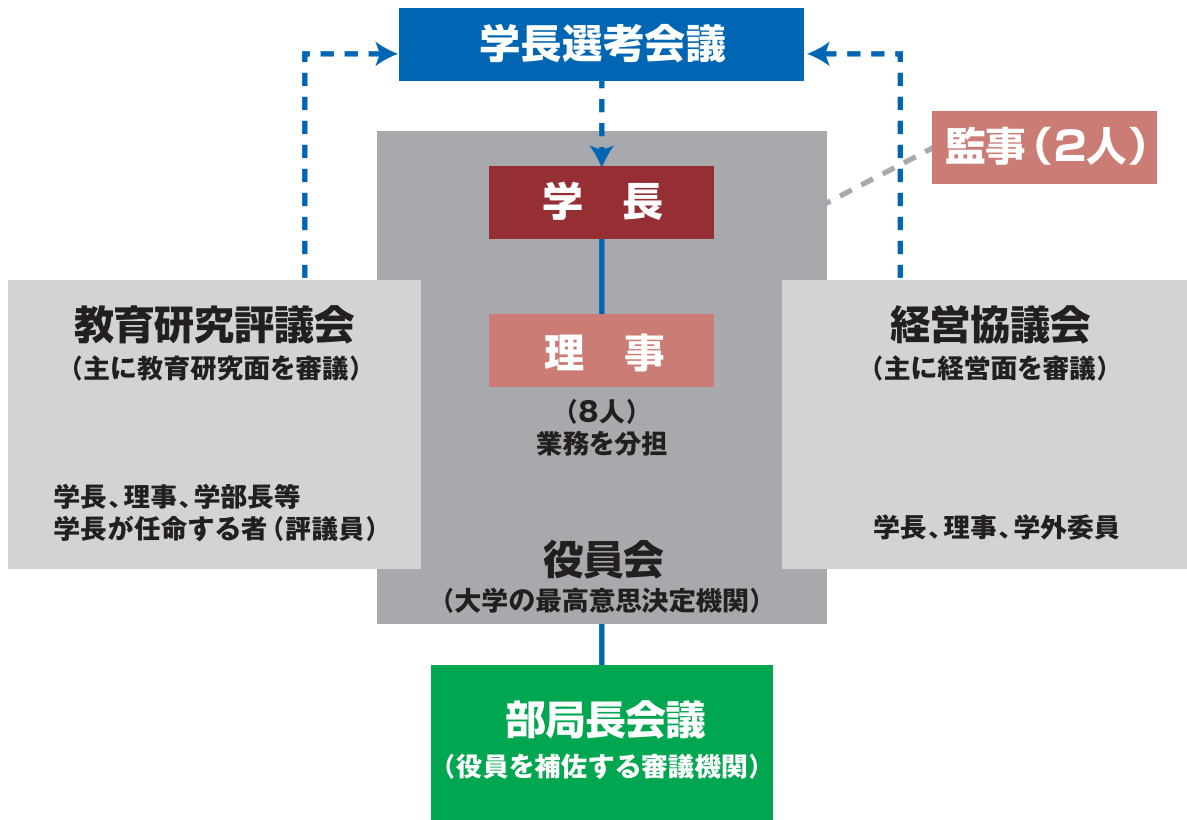 学長選考会議
監事（2人）
学　長
教育研究評議会
（主に教育研究面を審議）
理　事
（8人）
業務を分担
経営協議会
（主に経営面を審議）
学長、理事、学部長等
学長が任命する者（評議員）
学長、理事、学外委員
役員会
（大学の最高意思決定機関）
部局長会議
（役員を補佐する審議機関）